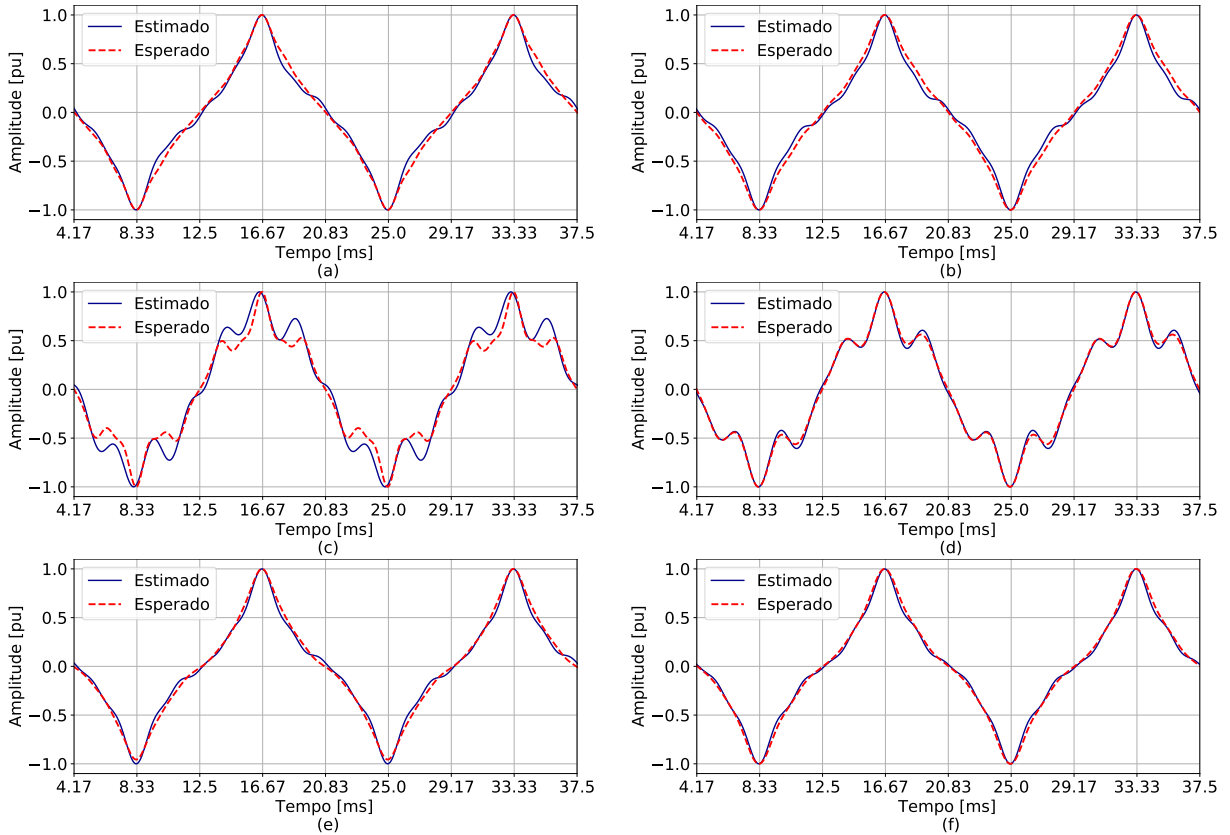 Estimado
Esperado
Amplitude [pu]
1.0
0.5
0.0
−0.5
−1.0
4.17 8.33 12.5 16.67 20.83 25.0 29.17 33.33 37.5
Tempo [ms]
(a)
Estimado
Esperado
Amplitude [pu]
1.0
0.5
0.0
−0.5
−1.0
4.17 8.33 12.5 16.67 20.83 25.0 29.17 33.33 37.5
Tempo [ms]
(b)
Estimado
Esperado
Amplitude [pu]
1.0
0.5
0.0
−0.5
−1.0
4.17 8.33 12.5 16.67 20.83 25.0 29.17 33.33 37.5
Tempo [ms]
(c)
Estimado
Esperado
Amplitude [pu]
1.0
0.5
0.0
−0.5
−1.0
4.17 8.33 12.5 16.67 20.83 25.0 29.17 33.33 37.5
Tempo [ms]
(d)
Estimado
Esperado
Amplitude [pu]
1.0
0.5
0.0
−0.5
−1.0
4.17 8.33 12.5 16.67 20.83 25.0 29.17 33.33 37.5
Tempo [ms]
(e)
Estimado
Esperado
Amplitude [pu]
1.0
0.5
0.0
−0.5
−1.0
4.17 8.33 12.5 16.67 20.83 25.0 29.17 33.33 37.5
Tempo [ms]
(f)